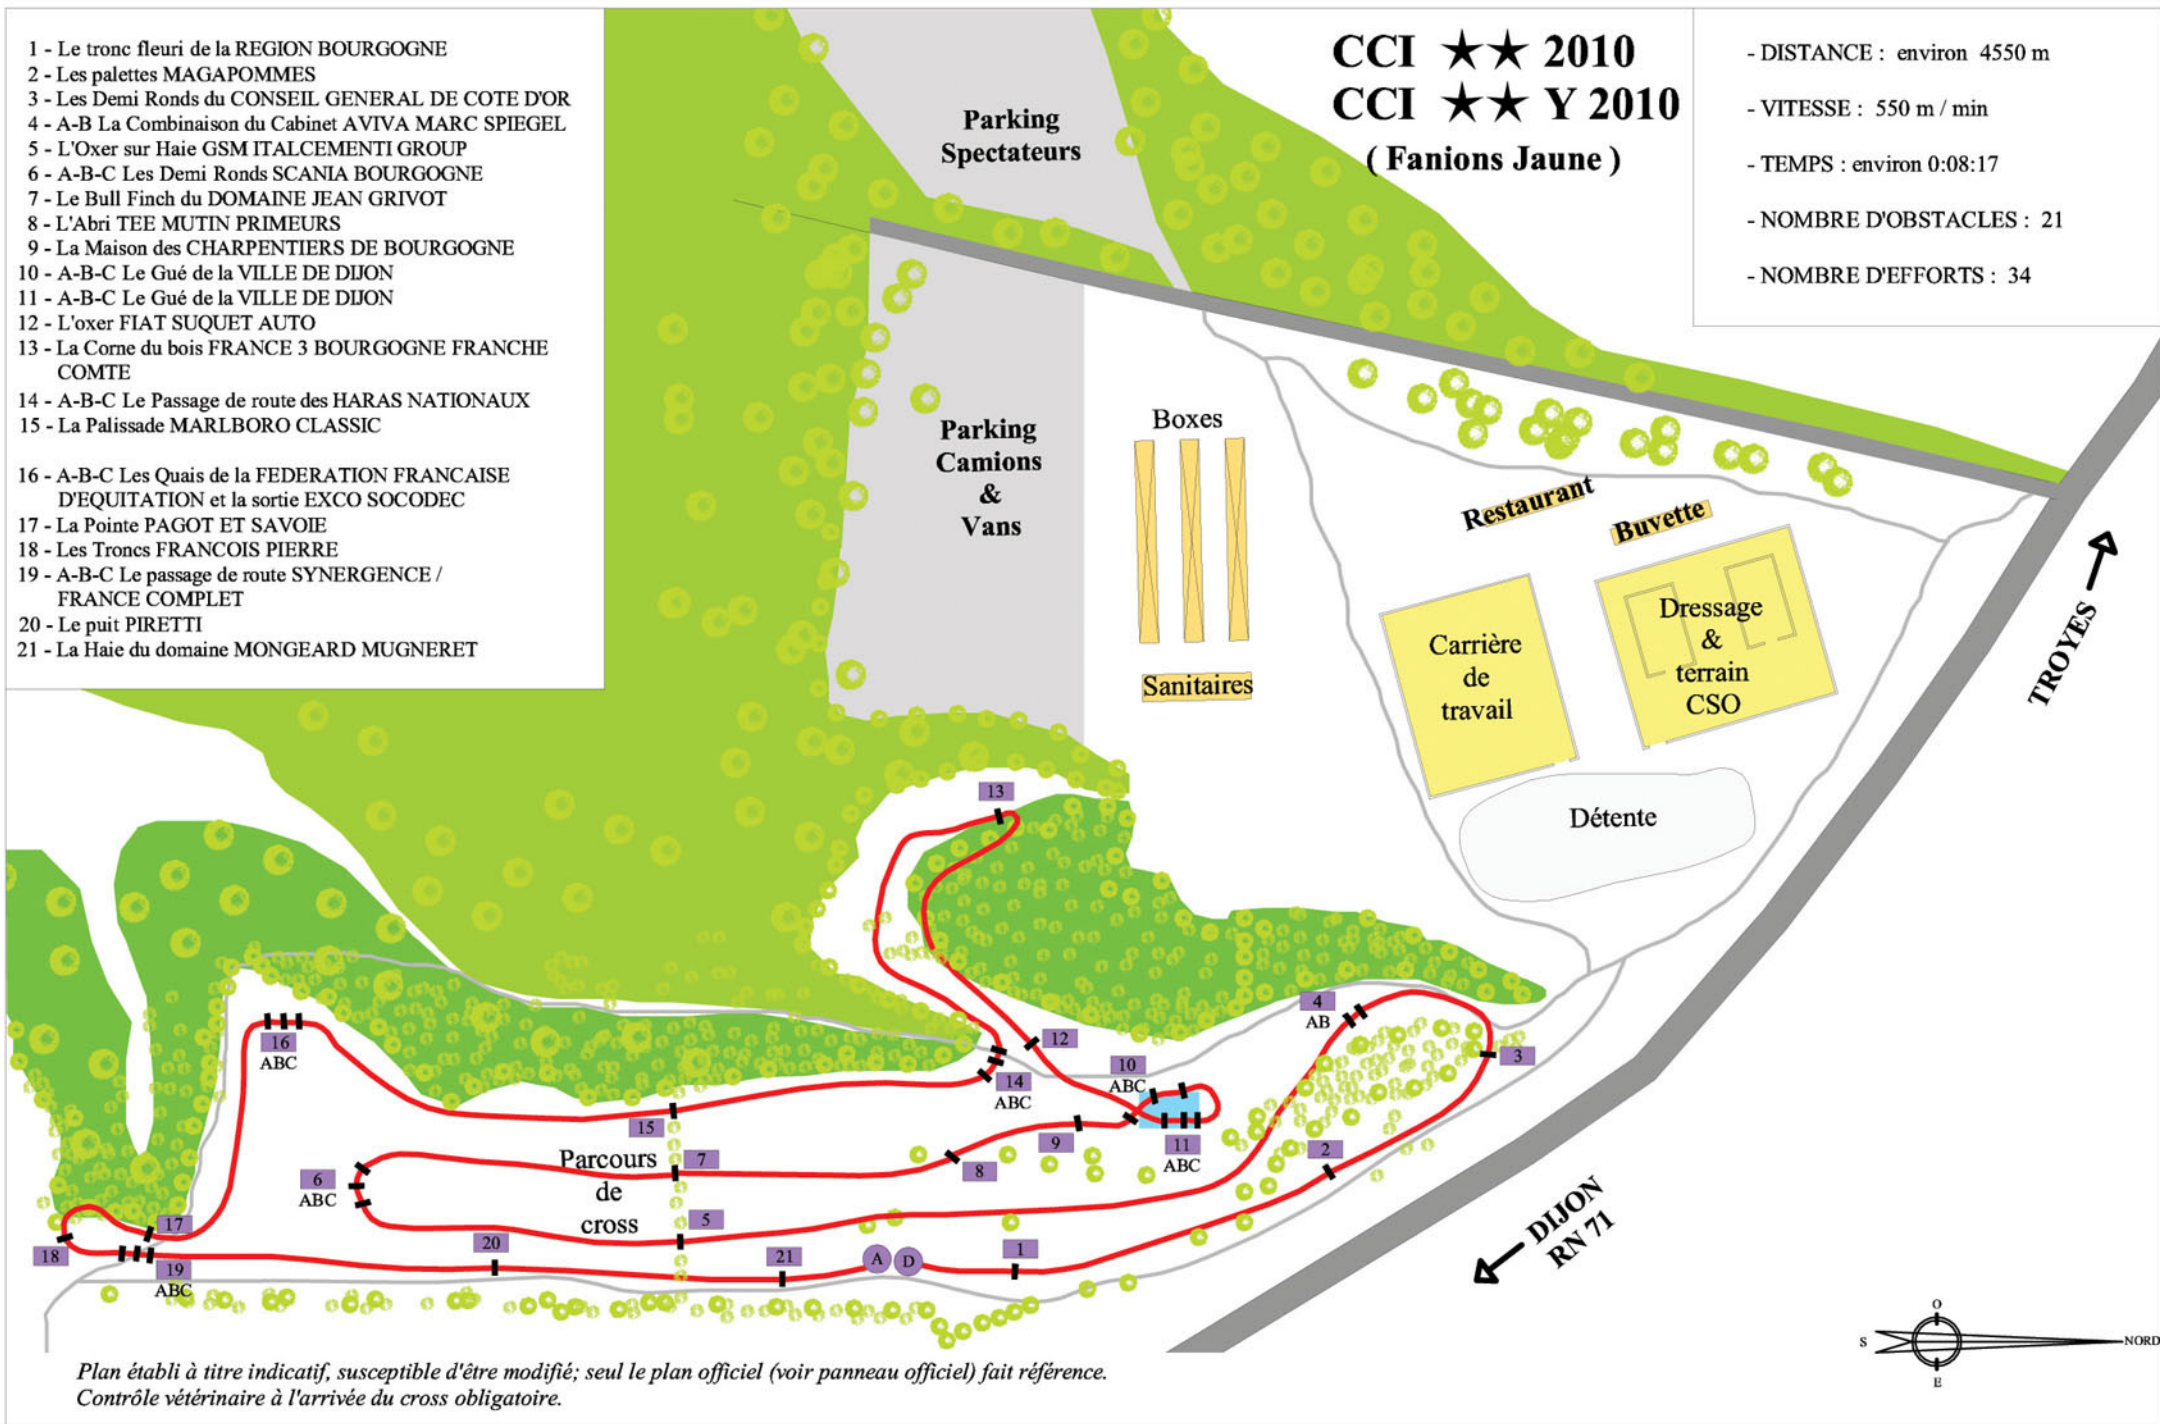 1 - Le tronc fleuri de la REGION BOURGOGNE
2 - Les palettes MAGAPOMMES
3 - Les Demi Ronds du CONSEIL GENERAL DE COTE D'OR
4 - A-B La Combinaison du Cabinet AVIVA MARC SPIEGEL
5 - L'Oxer sur Haie GSM ITALCEMENTI GROUP
6 - A-B-C Les Demi Ronds SCANIA BOURGOGNE
7 - Le Bull Finch du DOMAINE JEAN GRIVOT
8 - L'Abri TEE MUTIN PRIMEURS
9 - La Maison des CHARPENTIERS DE BOURGOGNE
10 - A-B-C Le Gué de la VILLE DE DIJON
11 - A-B-C Le Gué de la VILLE DE DIJON
12 - L'oxer FIAT SUQUET AUTO
13 - La Corne du bois FRANCE 3 BOURGOGNE FRANCHE
COMTE
14 - A-B-C Le Passage de route des HARAS NATIONAUX
15 - La Palissade MARLBORO CLASSIC
16 - A-B-C Les Quais de la FEDERATION FRANCAISE
D'EQUITATION et la sortie EXCO SOCODEC
17 - La Pointe PAGOT ET SAVOIE
18 - Les Troncs FRANCOIS PIERRE
19 - A-B-C Le passage de route SYNERGENCE /
FRANCE COMPLET
20 - Le puit PIRETTI
21 - La Haie du domaine MONGEARD MUGNERET
CCI ★★ 2010
CCI ★★ Y 2010
( Fanions Jaune )
- DISTANCE : environ 4550 m
- VITESSE : 550 m / min
- TEMPS : environ 0:08:17
- NOMBRE D'OBSTACLES : 21
- NOMBRE D'EFFORTS : 34
Parking
Spectateurs
Parking
Camions
&
Vans
Boxes
Sanitaires
Restaurant
Buvette
Carrière
de
travail
Dressage
&
terrain
CSO
Détente
TROYES
DIJON
RN 71
13
4
AB
3
12
10
ABC
14
ABC
16
ABC
15
9
11
ABC
2
Parcours
de
cross
7
8
6
ABC
5
17
18
19
ABC
20
21
A
D
1
O
S
NORD
E
Plan établi à titre indicatif, susceptible d'être modifié; seul le plan officiel (voir panneau officiel) fait référence.
Contrôle vétérinaire à l'arrivée du cross obligatoire.